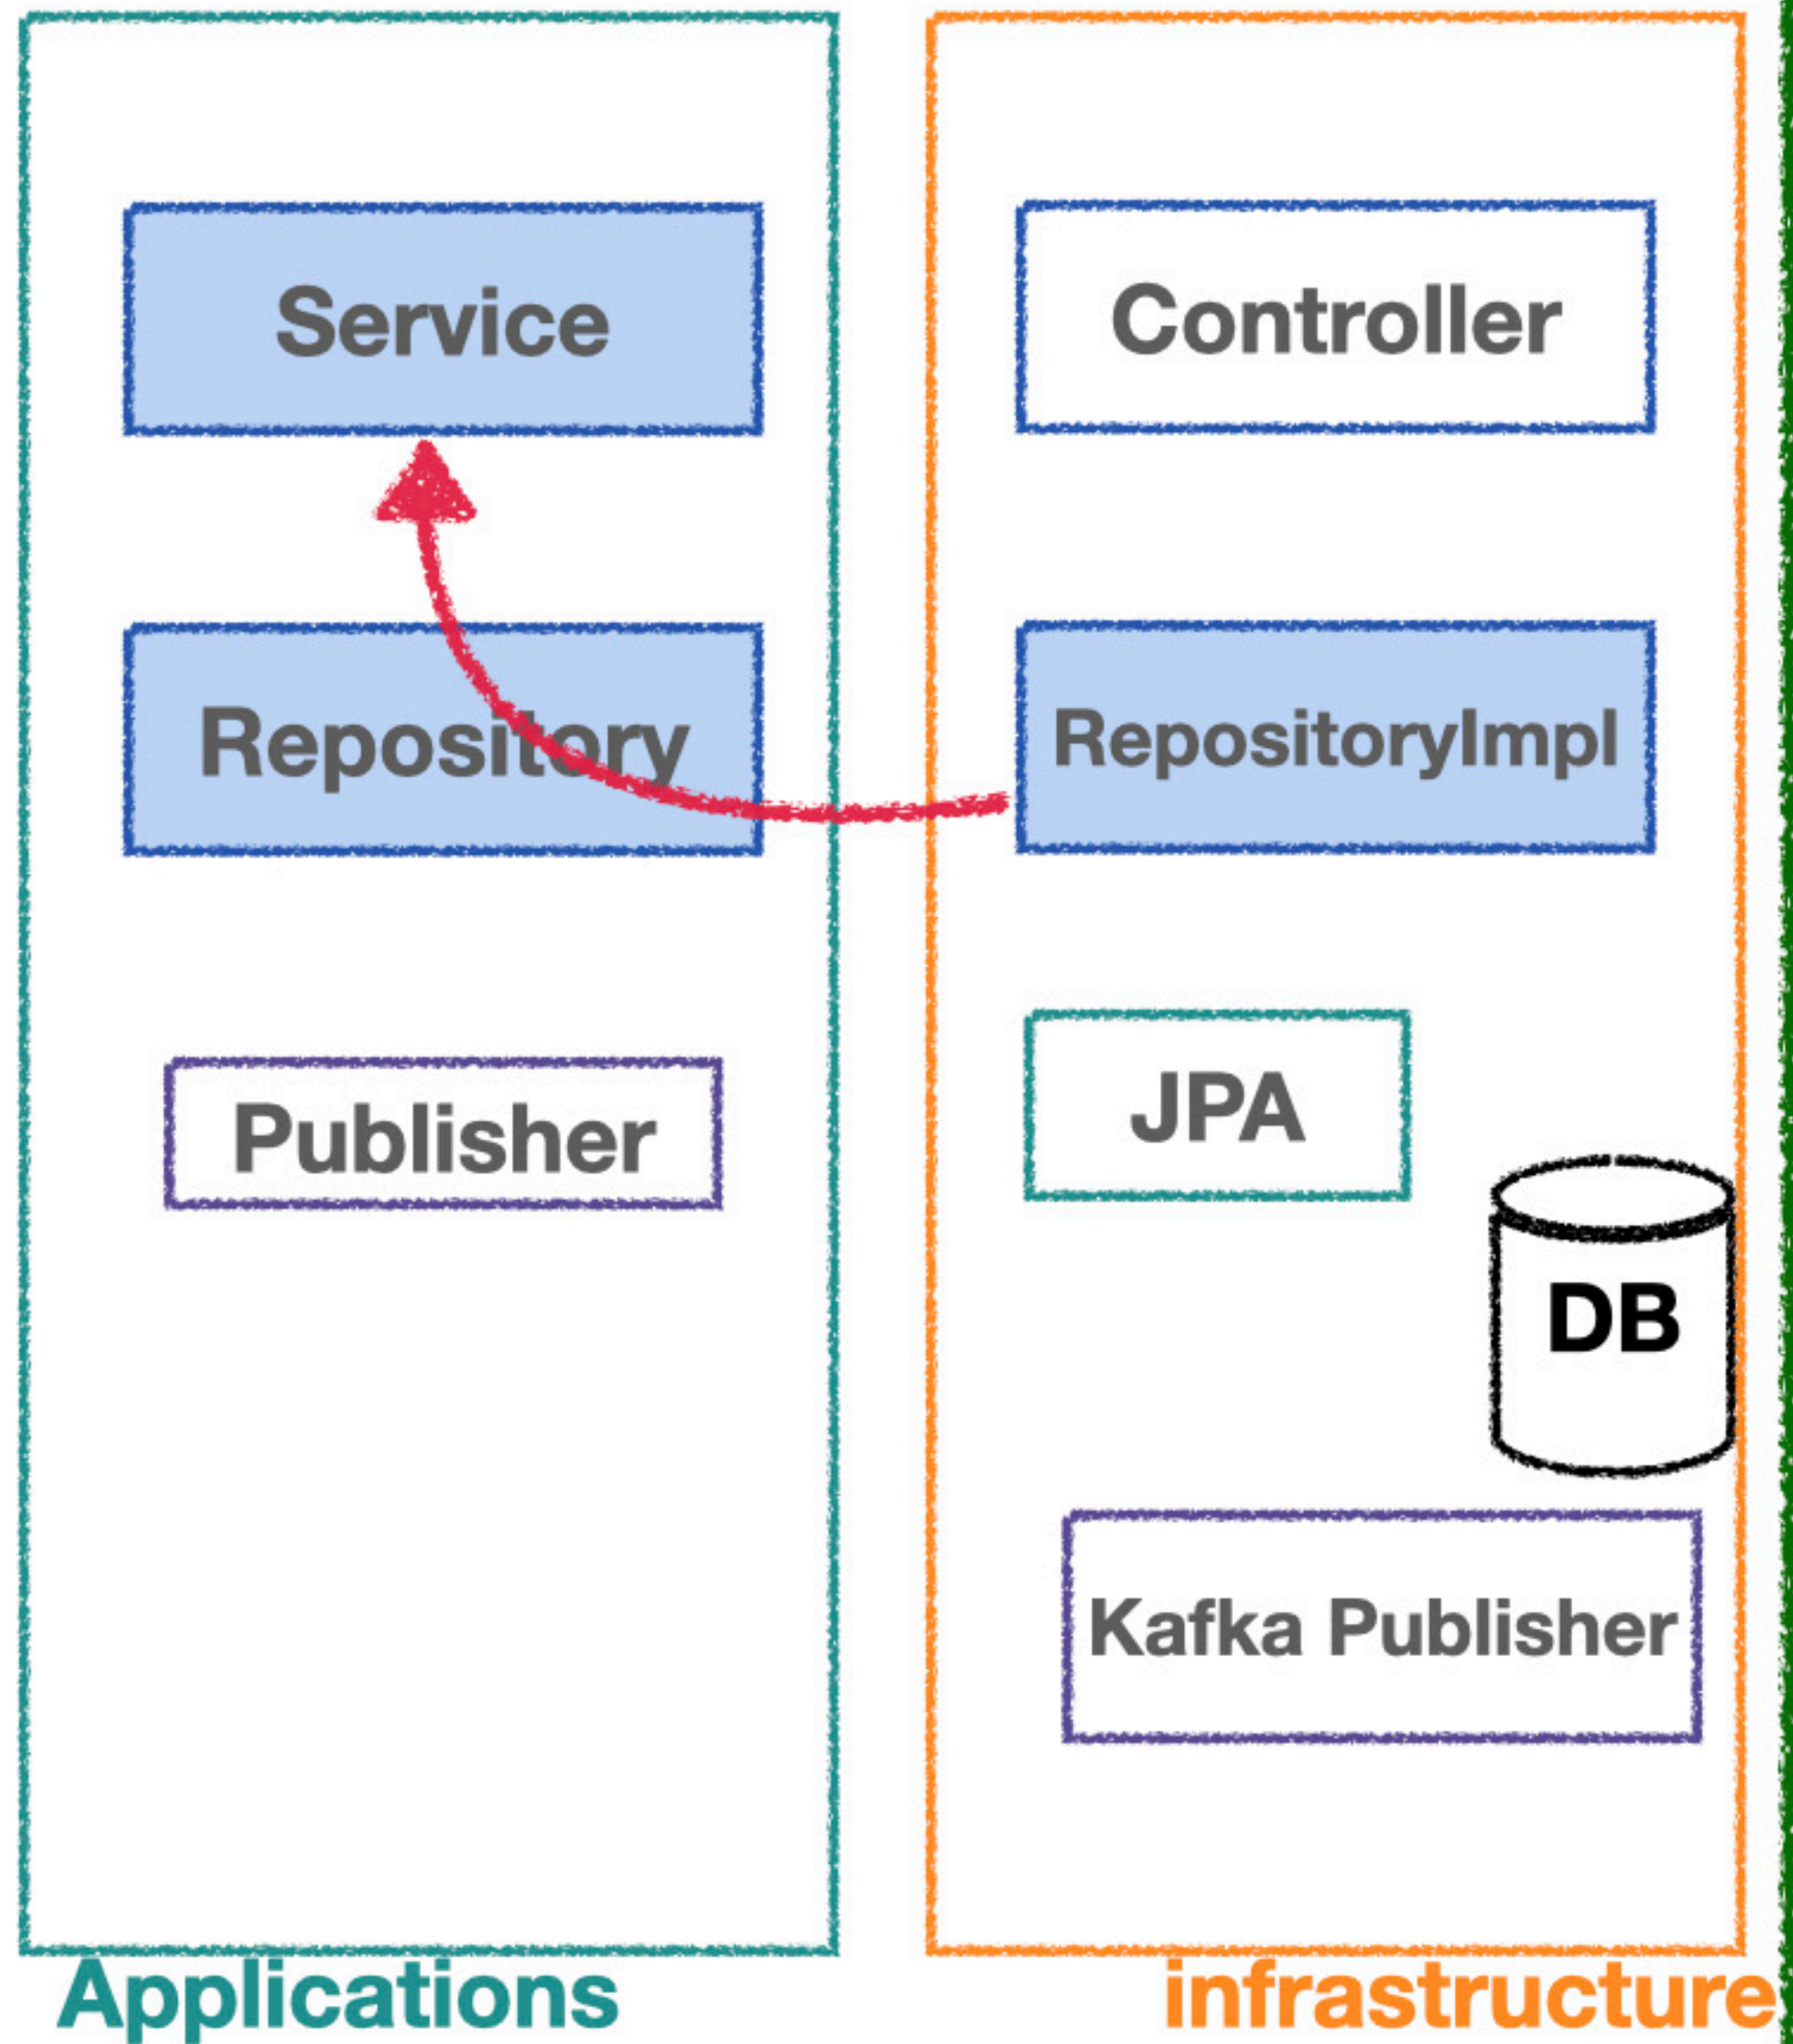 Service
Repository
Publisher
Applications
Controller
RepositoryImpl
JPA
DB
Kafka Publisher
infrastructure